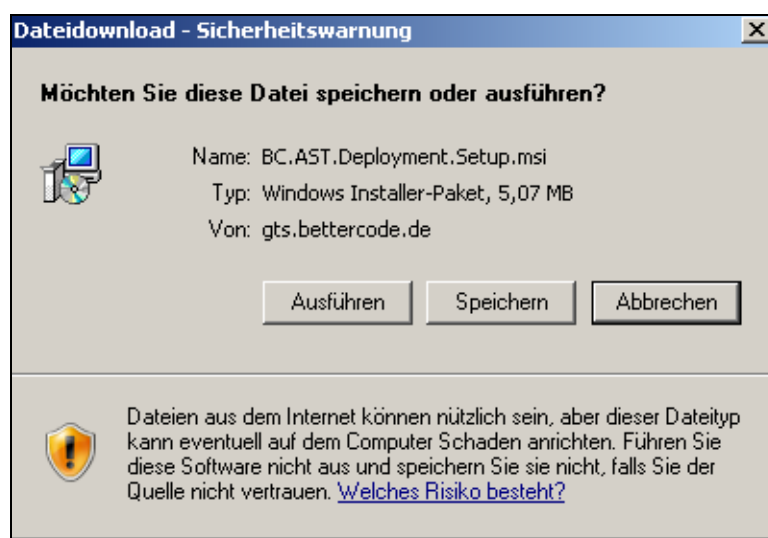 Dateidownload - Sicherheitswarnung
Möchten Sie diese Datei speichern oder ausführen?
Name: BC.AST.Deployment.Setup.msi
Typ: Windows Installer-Paket, 5,07 MB
Von: gts.bettercode.de
Ausführen Speichern Abbrechen
Dateien aus dem Internet können nützlich sein, aber dieser Dateityp
kann eventuell auf dem Computer Schaden anrichten. Führen Sie
diese Software nicht aus und speichern Sie sie nicht, falls Sie der
Quelle nicht vertrauen. Welches Risiko besteht?